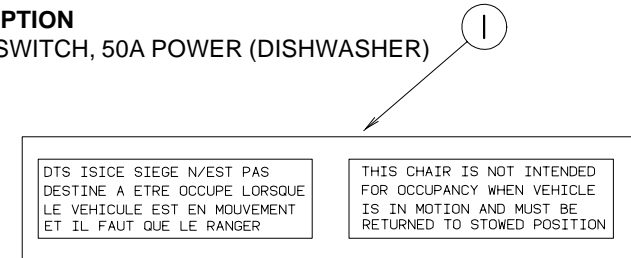 PTION
SWITCH, 50A POWER (DISHWASHER)
1
DTS ISICE SIEGE N/EST PAS
DESTINE A ETRE OCCUPE LORSQUE
LE VEHICULE EST EN MOUVEMENT
ET IL FAUT QUE LE RANGER
THIS CHAIR IS NOT INTENDED
FOR OCCUPANCY WHEN VEHICLE
IS IN MOTION AND MUST BE
RETURNED TO STOWED POSITION